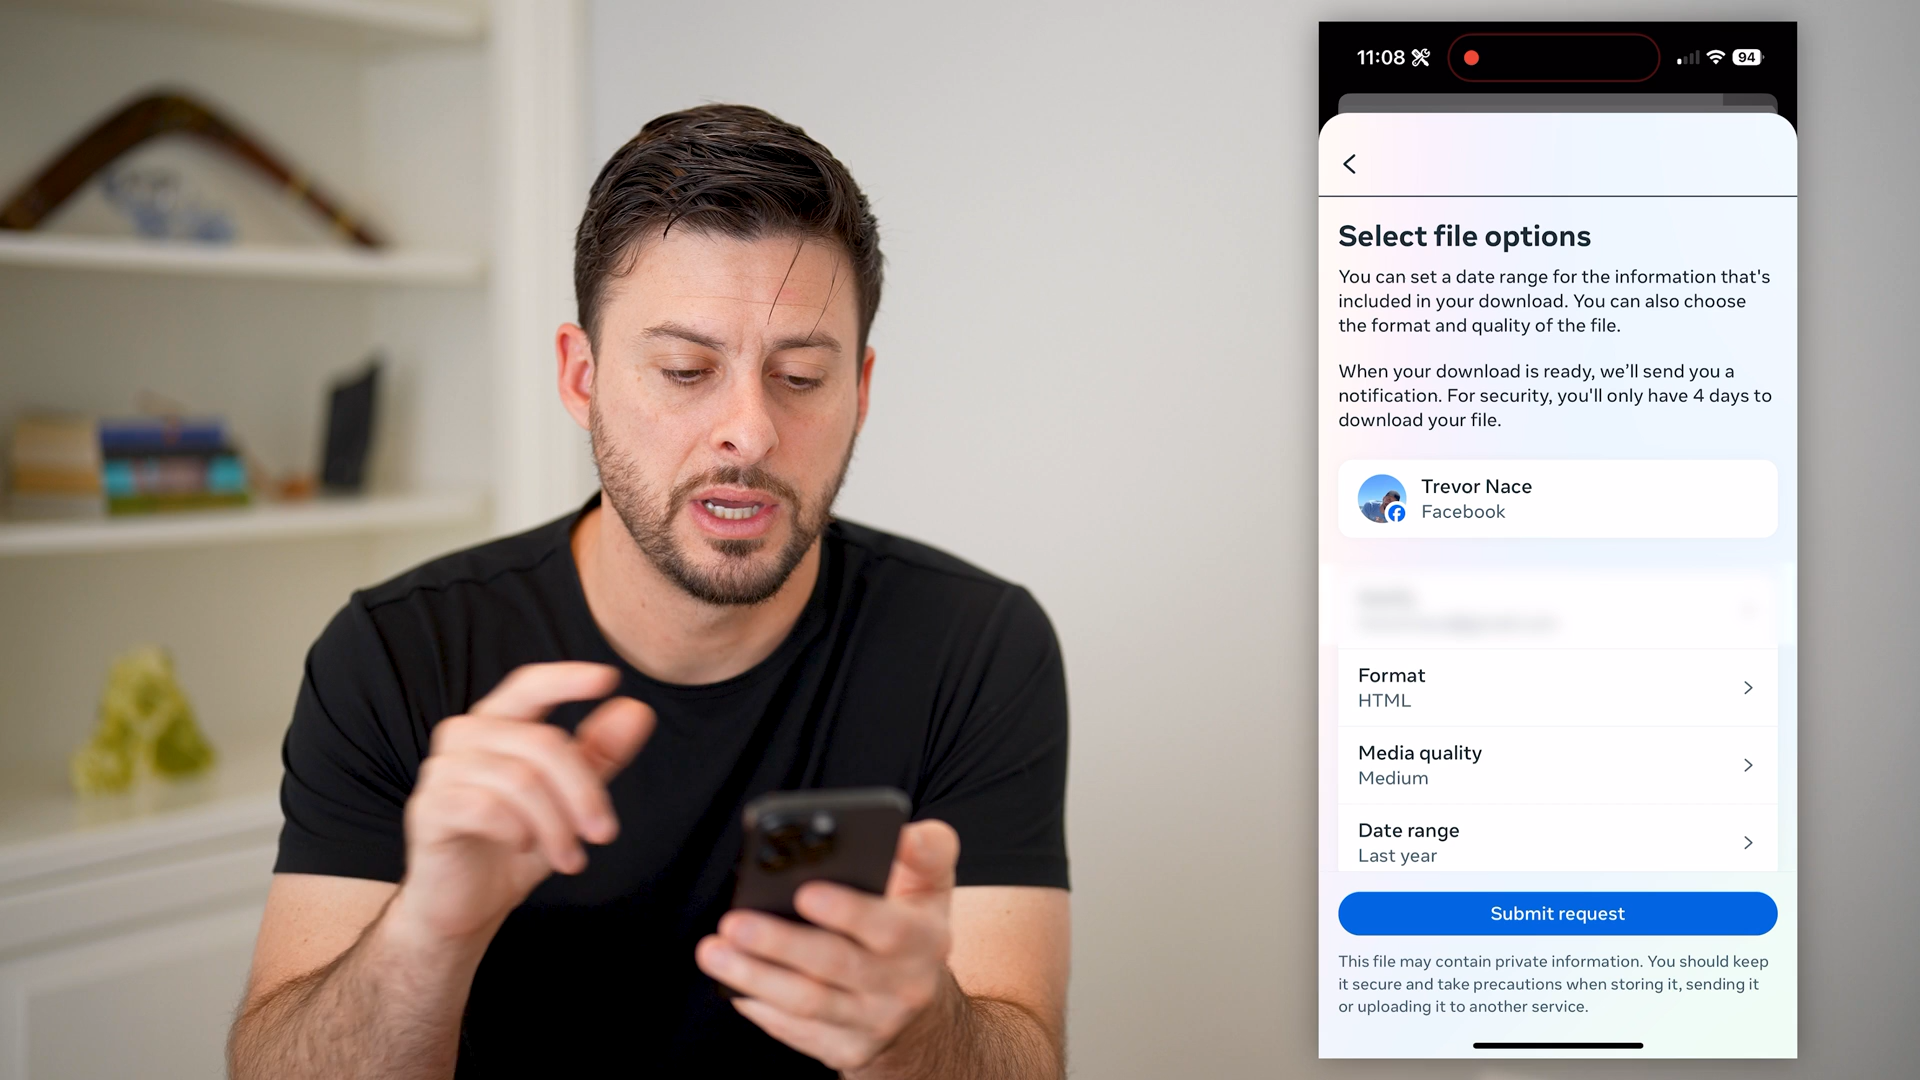 11:08
94
Select file options
You can set a date range for the information that's
included in your download. You can also choose
the format and quality of the file.
When your download is ready, we’ll send you a
notification. For security, you'll only have 4 days to
download your file.
Trevor Nace
Facebook
Format
HTML
Media quality
Medium
Date range
Last year
Submit request
This file may contain private information. You should keep
it secure and take precautions when storing it, sending it
or uploading it to another service.